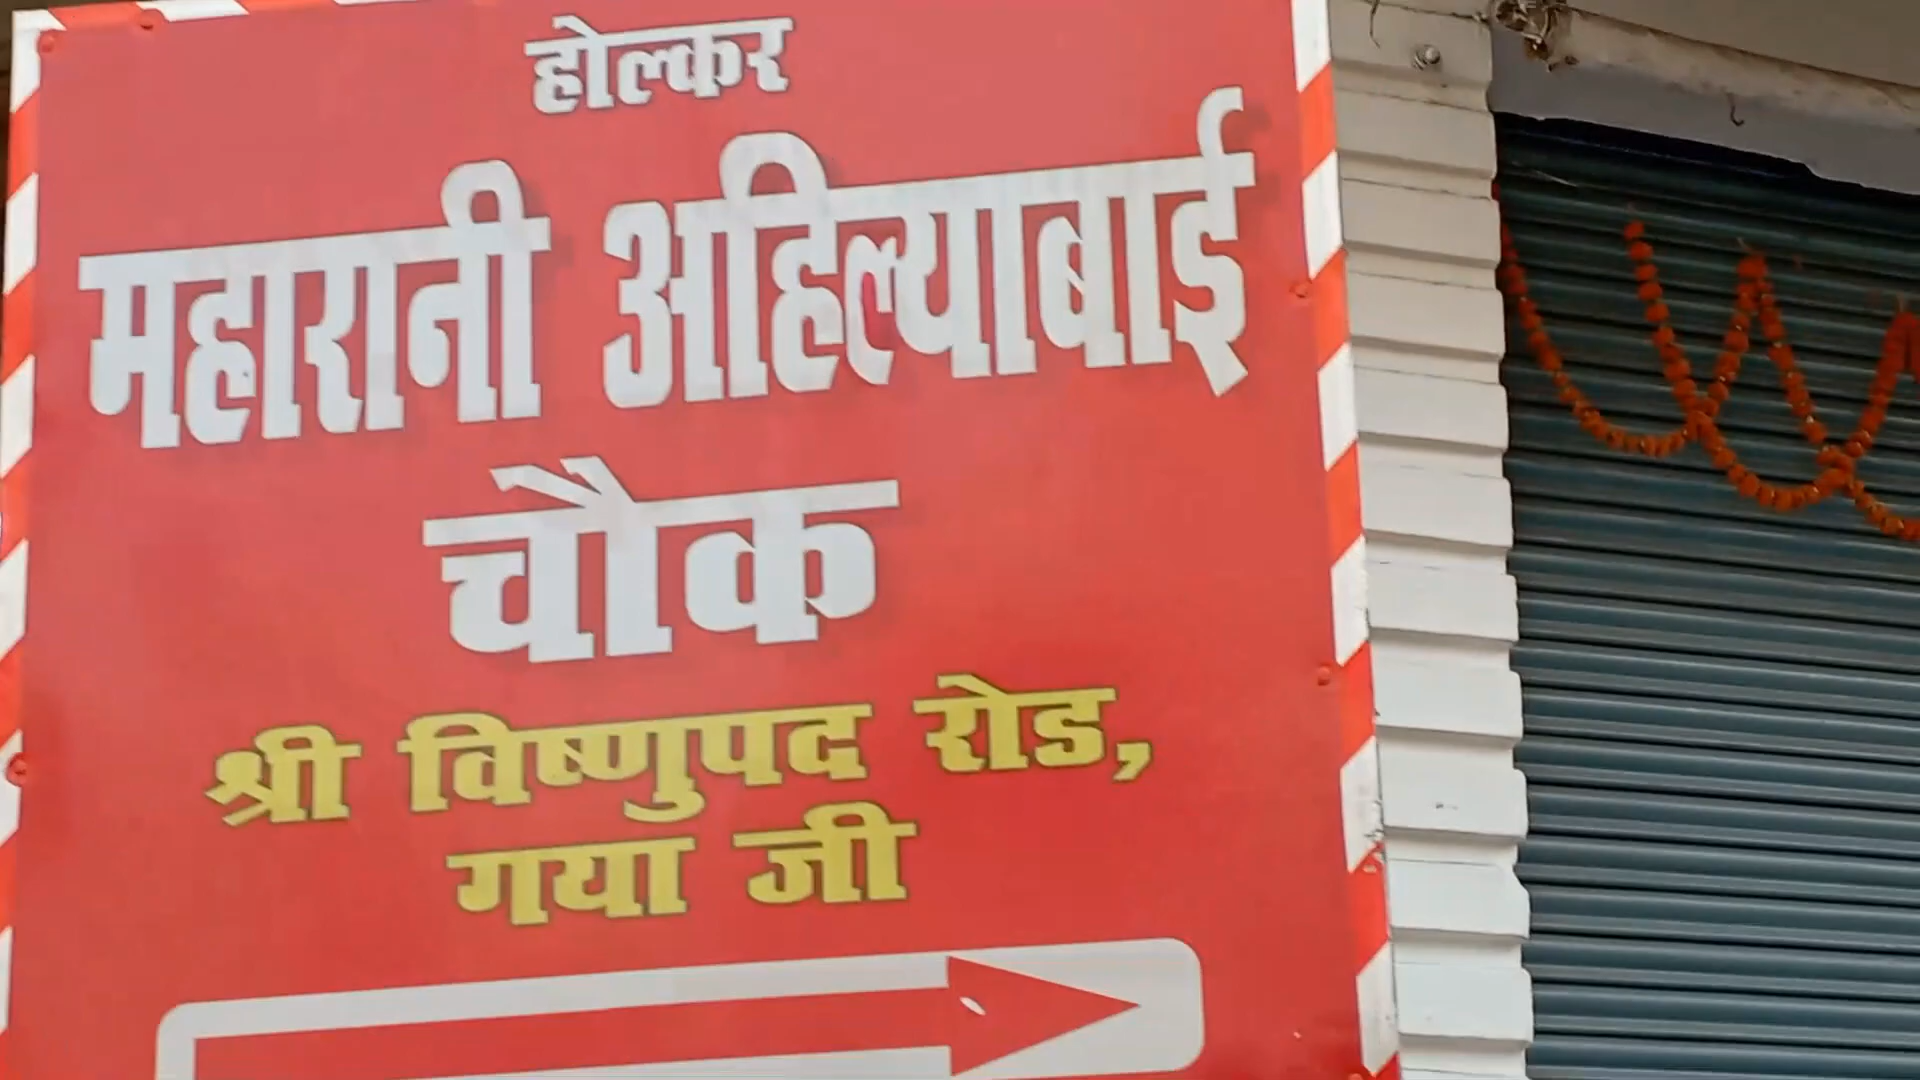 होल्कर
महारानी अहिल्याबाई
चौक
श्री विष्णुपद रोड,
गया जी